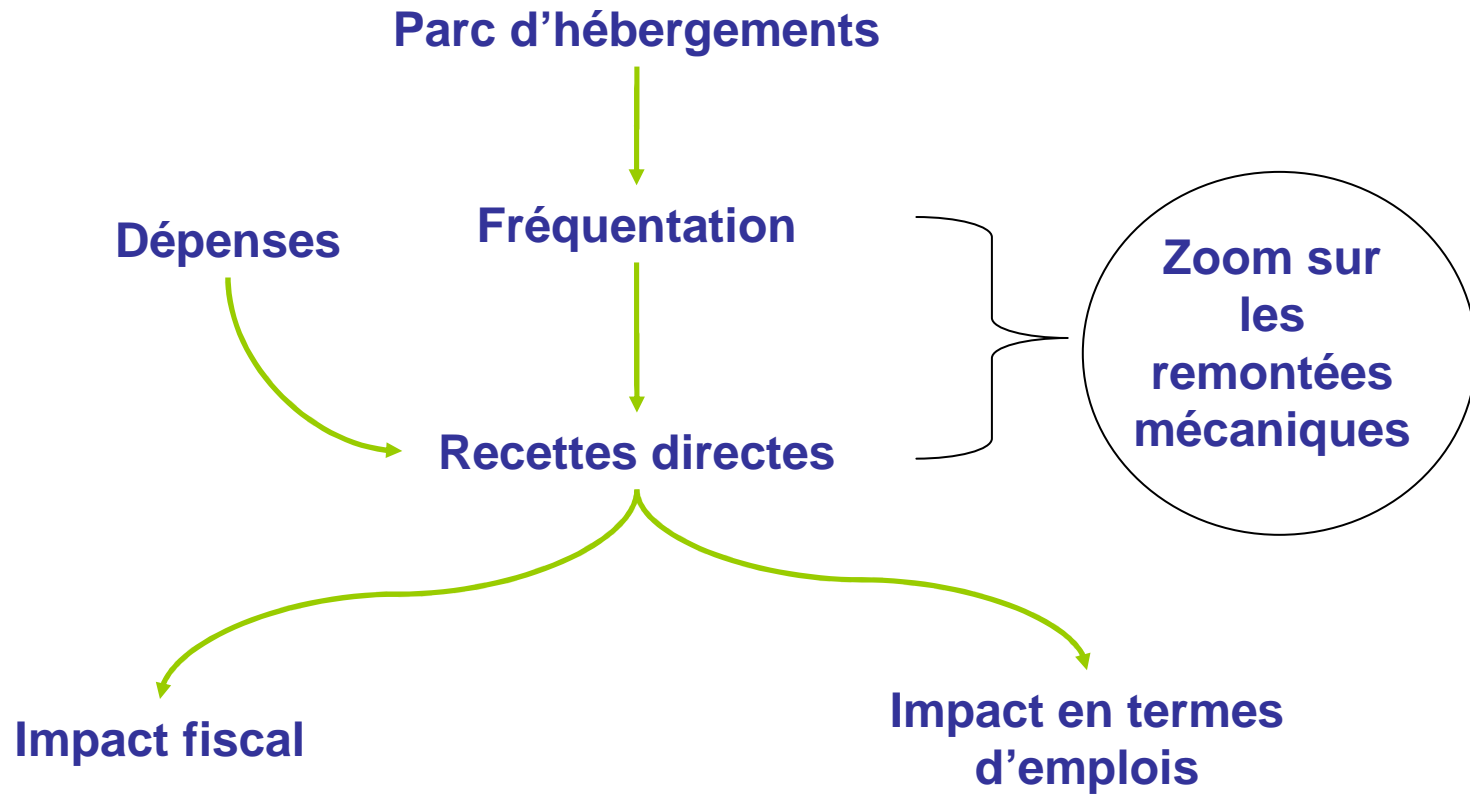 Parc d’hébergements
Dépenses
Fréquentation
Zoom sur
les
remontées
mécaniques
Recettes directes
Impact fiscal
Impact en termes
d’emplois